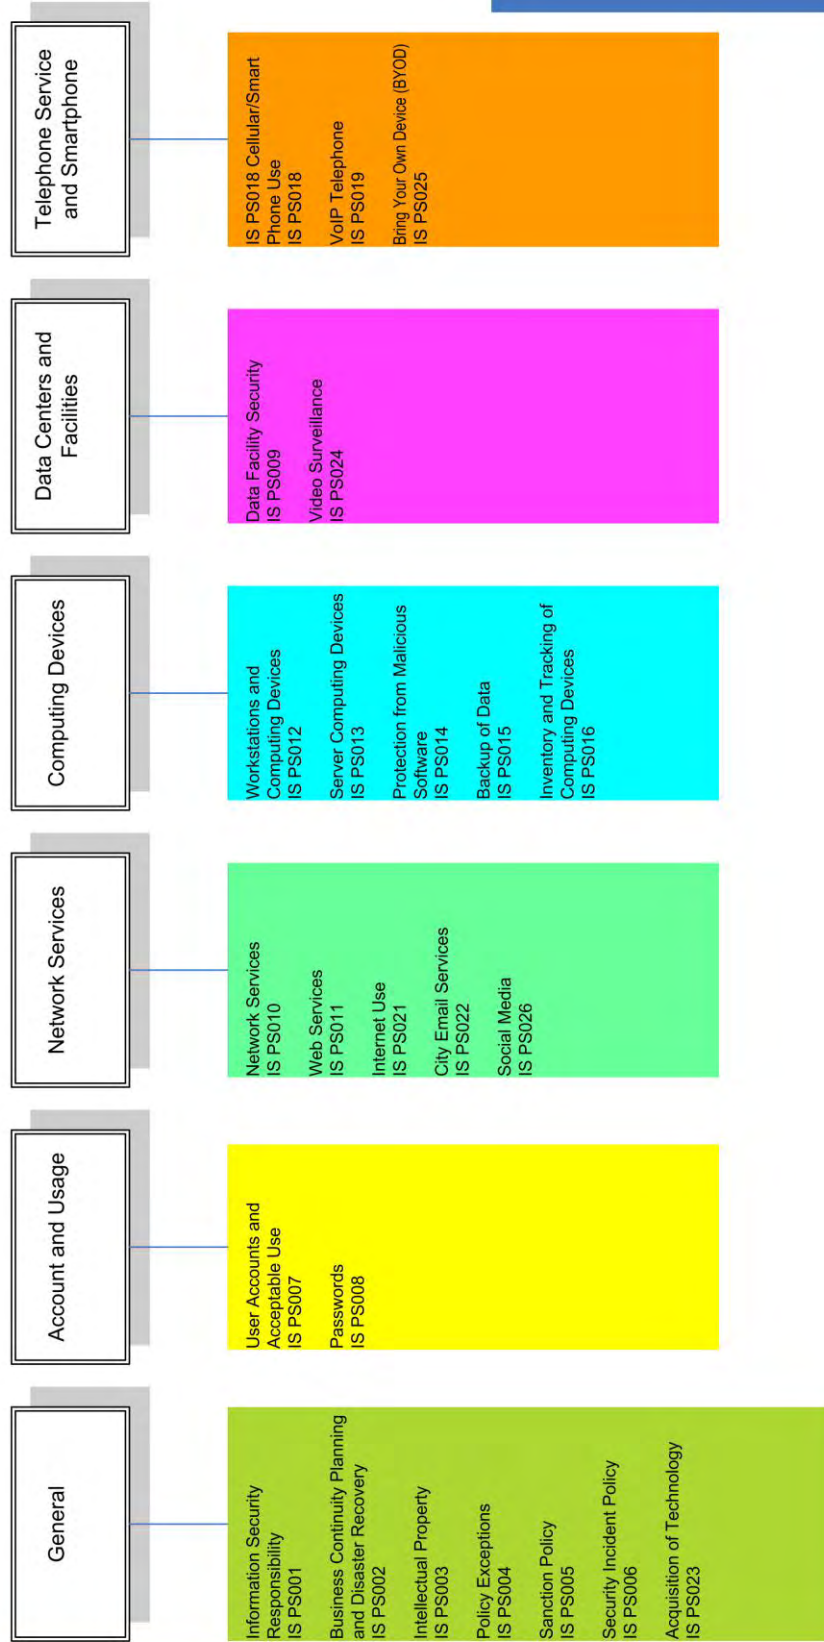 General
Information Security
Responsibility
IS PS001
Business Continuity Planning
and Disaster Recovery
IS PS002
Intellectual Property
IS PS003
Policy Exceptions
IS PS004
Sanction Policy
IS PS005
Security Incident Policy
IS PS006
Acquisition of Technology
IS PS023
Account and Usage
User Accounts and
Acceptable Use
IS PS007
Passwords
IS PS008
Network Services
Network Services
IS PS010
Web Services
IS PS011
Internet Use
IS PS021
City Email Services
IS PS022
Social Media
IS PS026
Computing Devices
Workstations and
Computing Devices
IS PS012
Server Computing Devices
IS PS013
Protection from Malicious
Software
IS PS014
Backup of Data
IS PS015
Inventory and Tracking of
Computing Devices
IS PS016
Data Centers and
Facilities
Data Facility Security
IS PS009
Video Surveillance
IS PS024
Telephone Service
and Smartphone
IS PS018 Cellular/Smart
Phone Use
IS PS018
VoIP Telephone
IS PS019
Bring Your Own Device (BYOD)
IS PS025